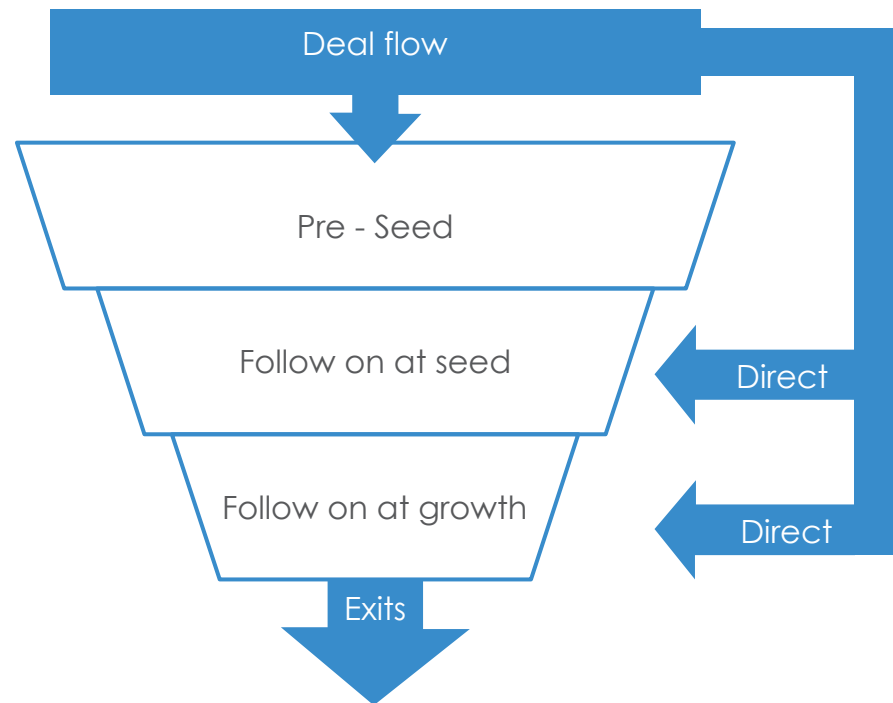 Deal flow
Pre - Seed
Follow on at seed
Direct
Follow on at growth
Direct
Exits